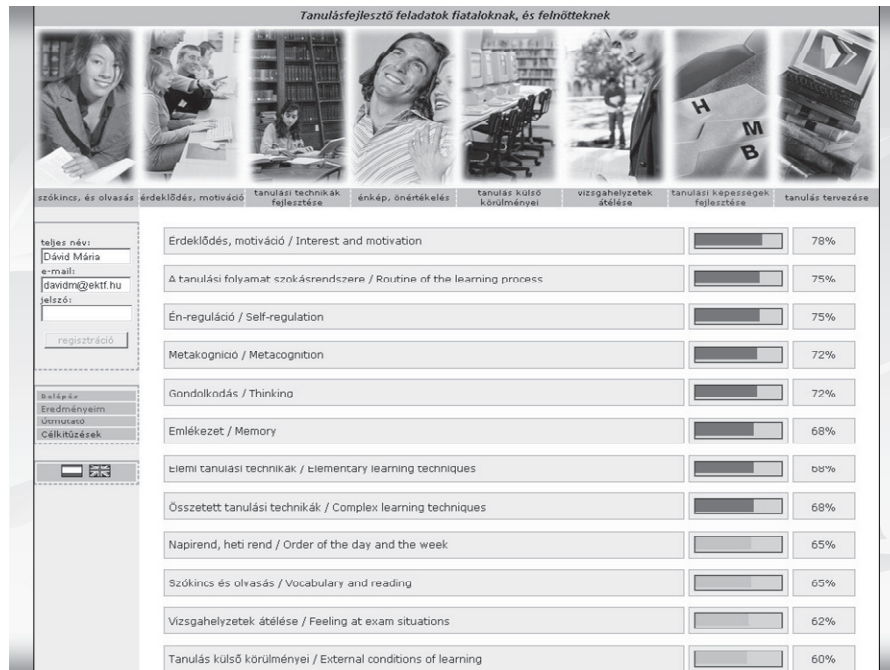 Tanulásfejlesztő feladatok fiataloknak, és felnőtteknek
H
M
B
szókincs, és olvasás
érdeklődés, motiváció
tanulási technikák
fejlesztése
énkép, önértékelés
tanulás külső
körülményei
vizsgahelyzetek
átélése
tanulási képességek
fejlesztése
tanulás tervezése
teljes név:
Dávid Mária
e-mail:
davidm@ektf.hu
jelszó:
regisztráció
Belépés
Eredményeim
Útmutató
Célkitűzések
Érdeklődés, motiváció / Interest and motivation 78%
A tanulási folyamat szokásrendszere / Routine of the learning process 75%
Én-reguláció / Self-regulation 75%
Metakogníció / Metacognition 72%
Gondolkodás / Thinking 72%
Emlékezet / Memory 68%
Elemi tanulási technikák / Elementary learning techniques 68%
Összetett tanulási technikák / Complex learning techniques 68%
Napirend, heti rend / Order of the day and the week 65%
Szókincs és olvasás / Vocabulary and reading 65%
Vizsgahelyzetek átélése / Feeling at exam situations 62%
Tanulás külső körülményei / External conditions of learning 60%